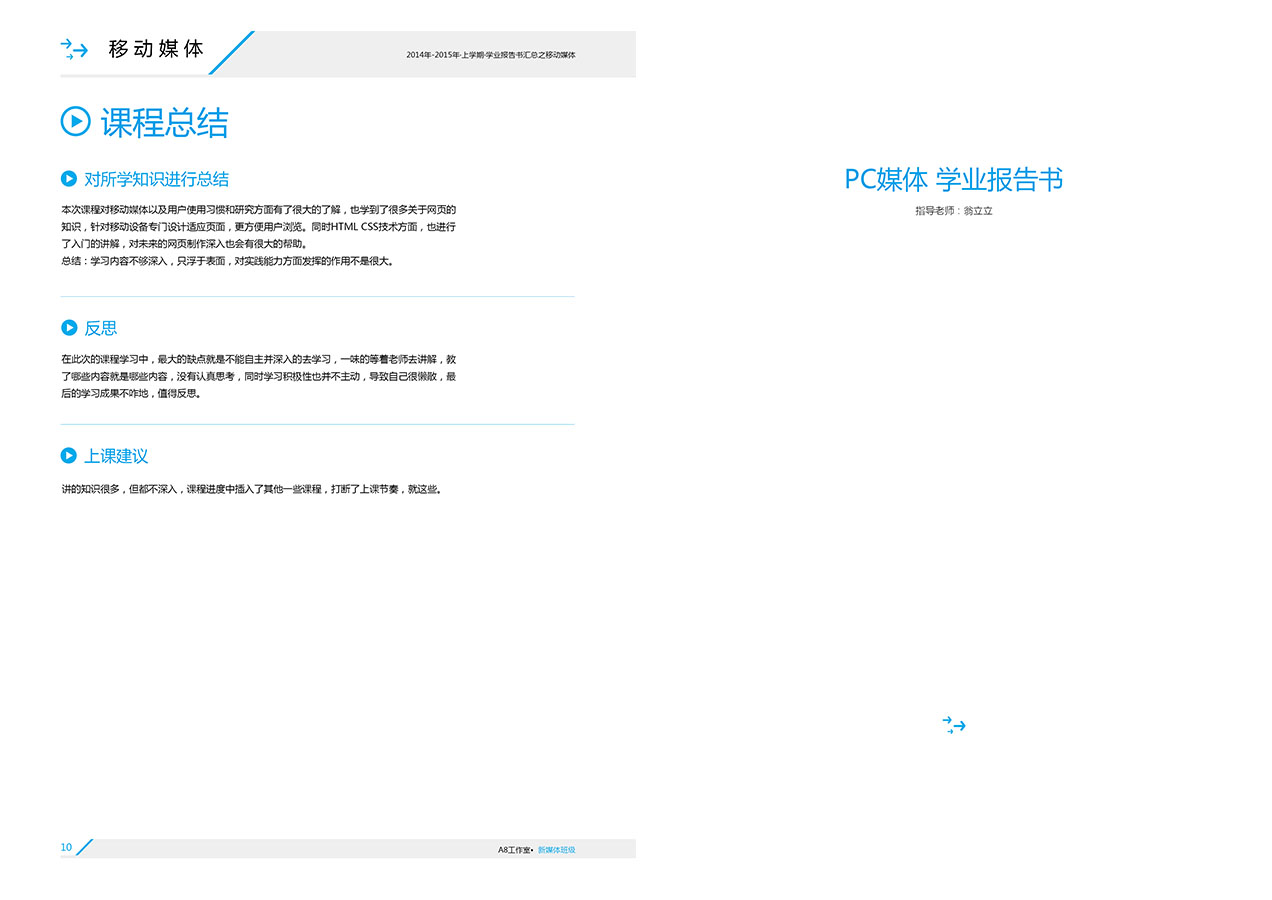 移动媒体
2014年-2015年·上学期·学业报告书汇总之移动媒体
课程总结
对所学知识进行总结
本次课程对移动媒体以及用户使用习惯和研究方面有了很大的了解，也学到了很多关于网页的
知识，针对移动设备专门设计适应页面，更方便用户浏览。同时HTML CSS技术方面，也进行
了入门的讲解，对未来的网页制作深入也会有很大的帮助。
总结：学习内容不够深入，只浮于表面，对实践能力方面发挥的作用不是很大。
反思
在此次的课程学习中，最大的缺点就是不能自主并深入的去学习，一味的等着老师去讲解，教
了哪些内容就是哪些内容，没有认真思考，同时学习积极性也并不主动，导致自己很懒散，最
后的学习成果不咋地，值得反思。
上课建议
讲的知识很多，但都不深入，课程进度中插入了其他一些课程，打断了上课节奏，就这些。
10
A8工作室• 新媒体班级
PC媒体 学业报告书
指导老师：翁立立